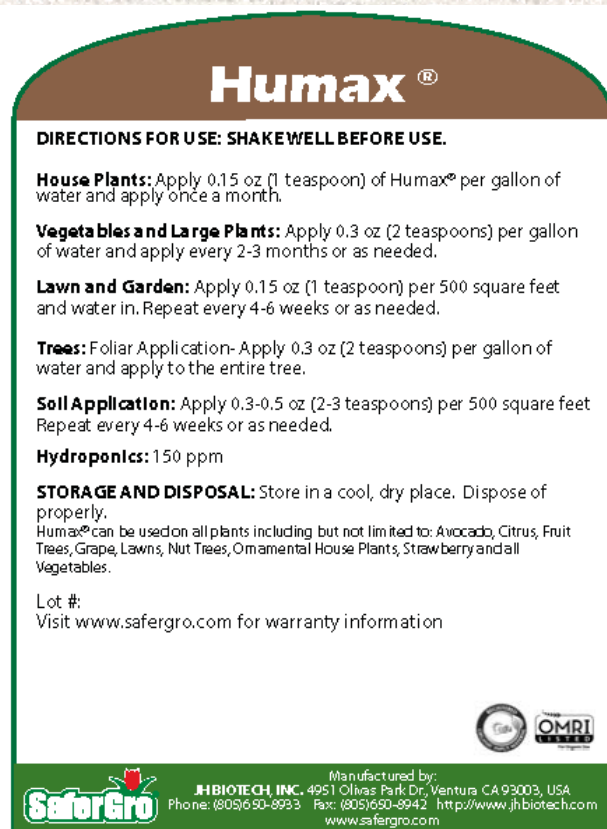 Humax ®
DIRECTIONS FOR USE: SHAKE WELL BEFORE USE.
House Plants: Apply 0.15 oz (1 teaspoon) of Humax® per gallon of
water and apply once a month.
Vegetables and Large Plants: Apply 0.3 oz (2 teaspoons) per gallon
of water and apply every 2-3 months or as needed.
Lawn and Garden: Apply 0.15 oz (1 teaspoon) per 500 square feet
and water in. Repeat every 4-6 weeks or as needed.
Trees: Foliar Application- Apply 0.3 oz (2 teaspoons) per gallon of
water and apply to the entire tree.
Soil Application: Apply 0.3-0.5 oz (2-3 teaspoons) per 500 square feet
Repeat every 4-6 weeks or as needed.
Hydroponics: 150 ppm
STORAGE AND DISPOSAL: Store in a cool, dry place. Dispose of
properly.
Humax® can be used on all plants including but not limited to: Avocado, Citrus, Fruit
Trees, Grape, Lawns, Nut Trees, Ornamental House Plants, Strawberry and all
Vegetables.
Lot #:
Visit www.safergro.com for warranty information
OMRI
LISTED
For Organic Use
SaferGro
Manufactured by:
JH BIOTECH, INC. 4951 Olivas Park Dr., Ventura CA 93003, USA
Phone: (805)650-8933 Fax: (805)650-8942 http://www.jhbiotech.com
www.safergro.com